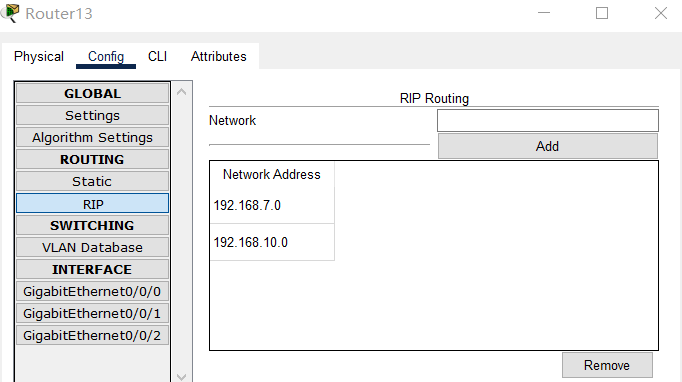 Router13
Physical Config CLI Attributes
GLOBAL
Settings
Algorithm Settings
ROUTING
Static
RIP
SWITCHING
VLAN Database
INTERFACE
GigabitEthernet0/0/0
GigabitEthernet0/0/1
GigabitEthernet0/0/2
RIP Routing
Network
Add
Network Address
192.168.7.0
192.168.10.0
Remove